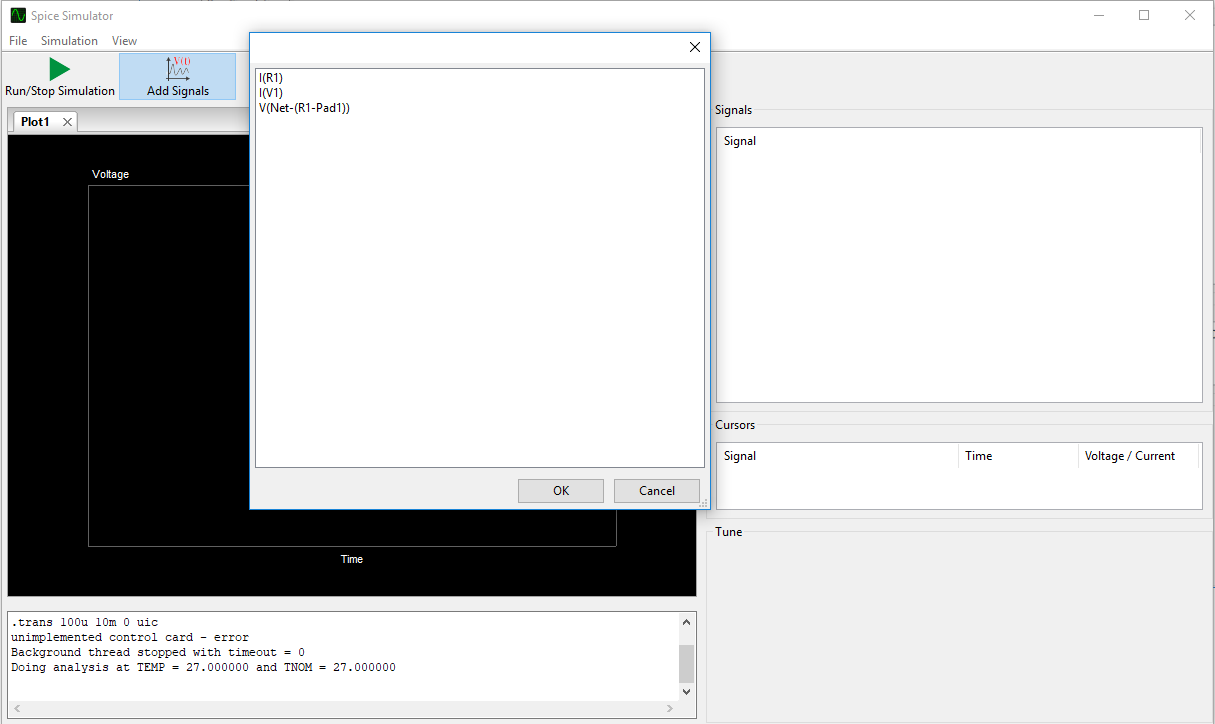 Spice Simulator
File Simulation View
Run/Stop Simulation
V(t)
Add Signals
Plot1
Voltage
Time
I(R1)
I(V1)
V(Net-(R1-Pad1))
OK Cancel
Signals
Signal
Cursors
Signal Time Voltage / Current
Tune
.trans 100u 10m 0 uic
unimplemented control card - error
Background thread stopped with timeout = 0
Doing analysis at TEMP = 27.000000 and TNOM = 27.000000